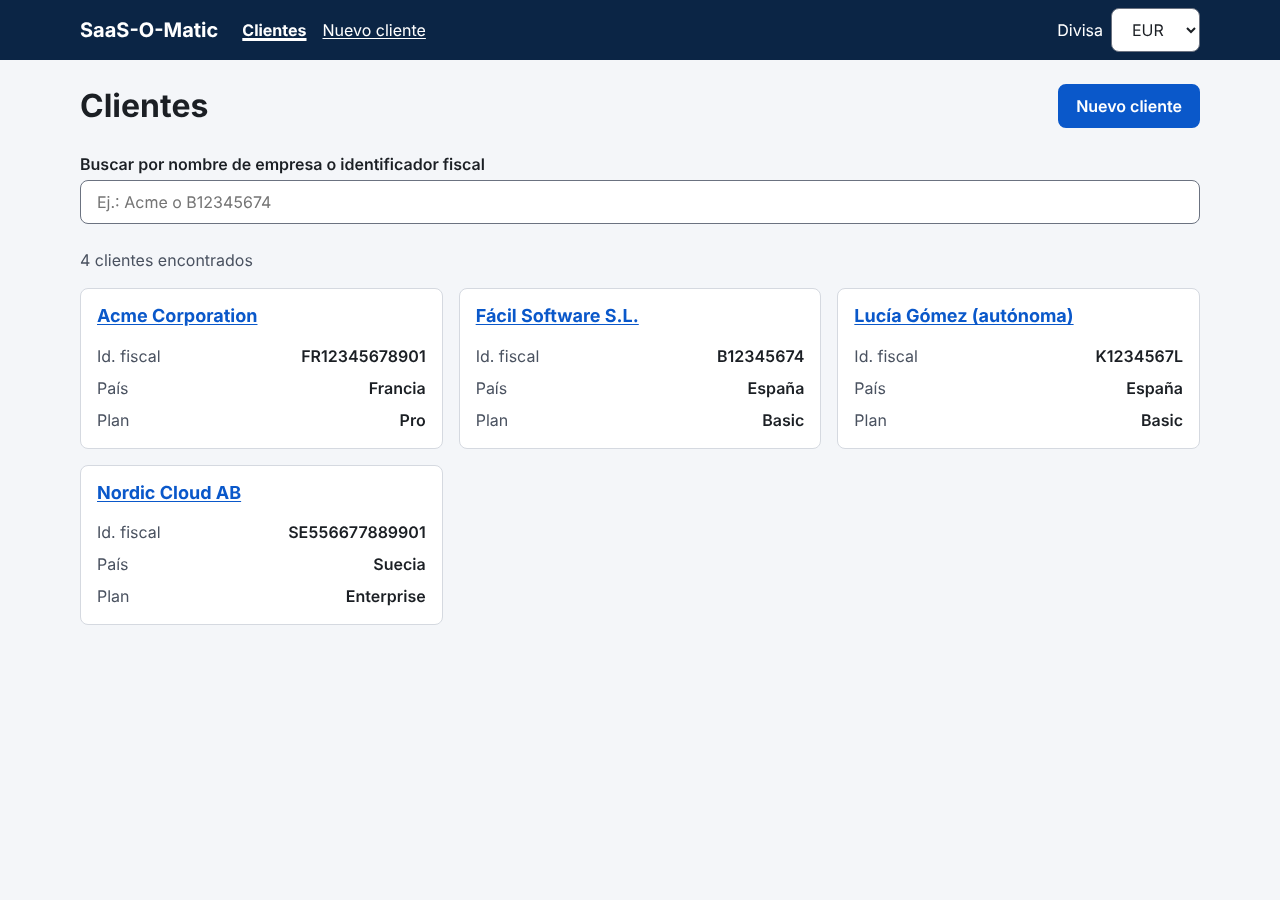 SaaS-O-Matic Clientes Nuevo cliente Divisa EUR
Clientes Nuevo cliente
Buscar por nombre de empresa o identificador fiscal
Ej.: Acme o B12345674
4 clientes encontrados
Acme Corporation
Id. fiscal FR12345678901
País Francia
Plan Pro
Fácil Software S.L.
Id. fiscal B12345674
País España
Plan Basic
Lucía Gómez (autónoma)
Id. fiscal K1234567L
País España
Plan Basic
Nordic Cloud AB
Id. fiscal SE556677889901
País Suecia
Plan Enterprise